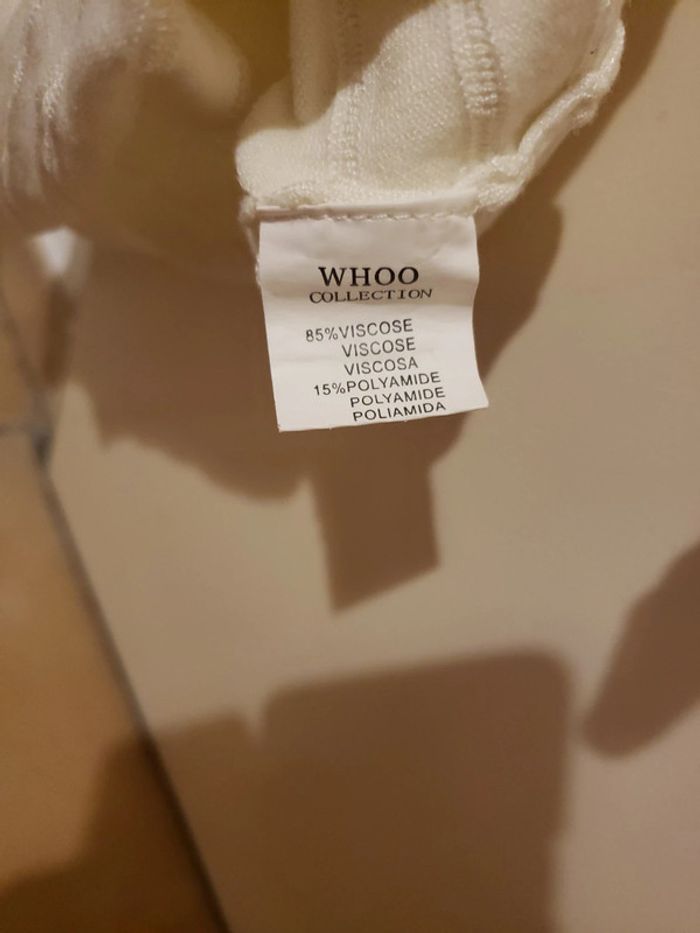 WHOO
COLLECTION
85%VISCOSE
VISCOSE
VISCOSA
15%POLYAMIDE
POLYAMIDE
POLIAMIDA